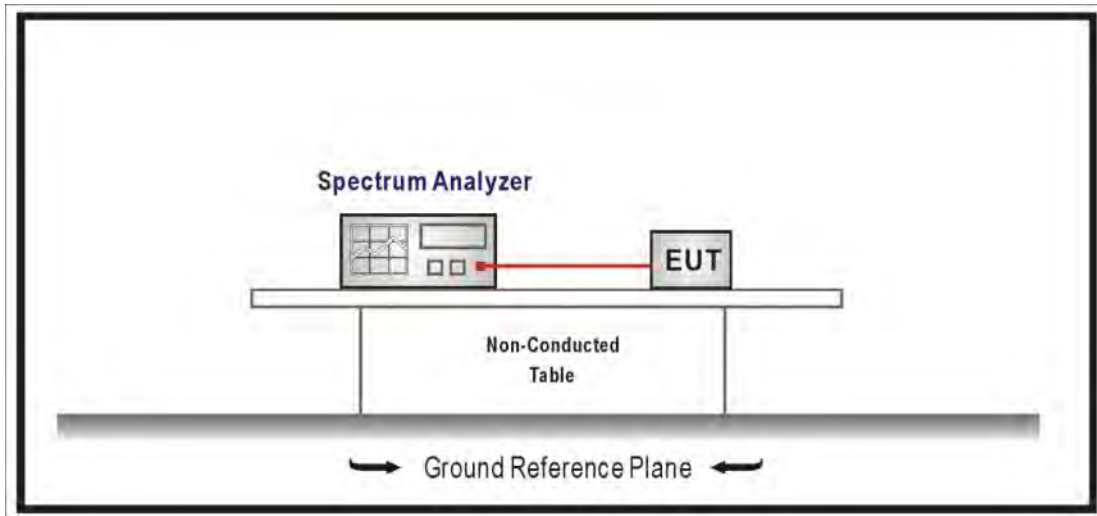 Spectrum Analyzer
EUT
Non-Conducted
Table
Ground Reference Plane